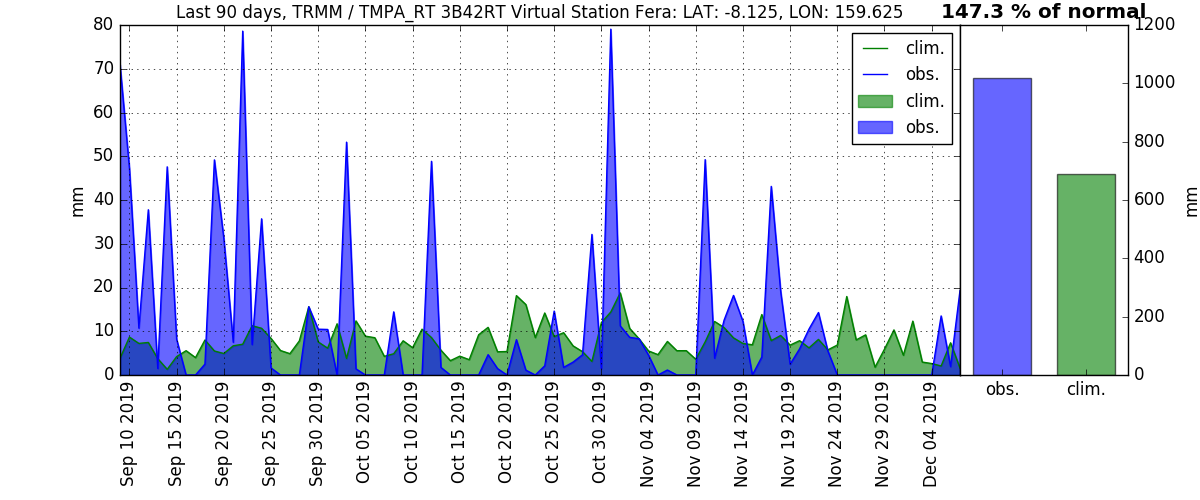 Last 90 days, TRMM / TMPA_RT 3B42RT Virtual Station Fera: LAT: -8.125, LON: 159.625
147.3 % of normal
80
70
60
50
40
30
20
10
0
mm
clim.
obs.
clim.
obs.
1200
1000
800
600
400
200
0
mm
obs.
clim.
Sep 10 2019
Sep 15 2019
Sep 20 2019
Sep 25 2019
Sep 30 2019
Oct 05 2019
Oct 10 2019
Oct 15 2019
Oct 20 2019
Oct 25 2019
Oct 30 2019
Nov 04 2019
Nov 09 2019
Nov 14 2019
Nov 19 2019
Nov 24 2019
Nov 29 2019
Dec 04 2019